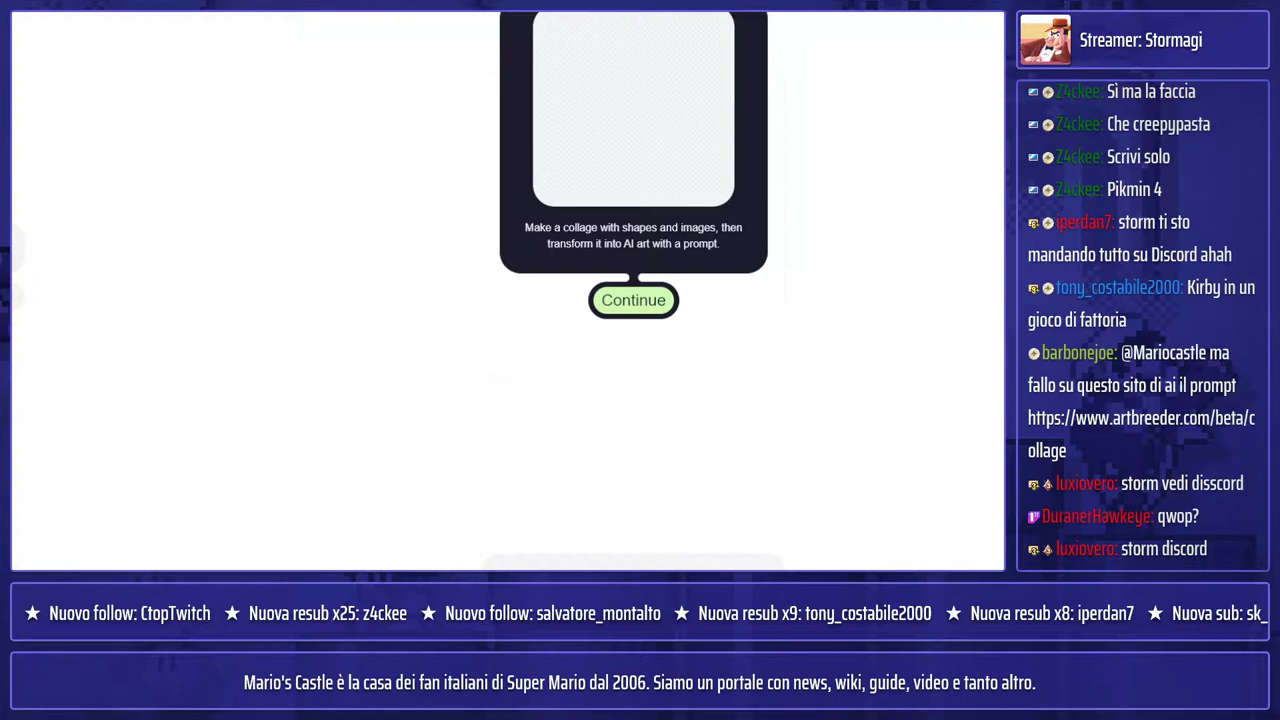 Make a collage with shapes and images, then
transform it into AI art with a prompt.
Continue
Streamer: Stormagi
Z4ckee: Sì ma la faccia
Z4ckee: Che creepypasta
Z4ckee: Scrivi solo
Z4ckee: Pikmin 4
iperdan7: storm ti sto
mandando tutto su Discord ahah
tony_costabile2000: Kirby in un
gioco di fattoria
barbonejoe: @Mariocastle ma
fallo su questo sito di ai il prompt
https://www.artbreeder.com/beta/c
ollage
luxiovero: storm vedi disscord
DuranerHawkeye: qwop?
luxiovero: storm discord
★ Nuovo follow: CtopTwitch ★ Nuova resub x25: z4ckee ★ Nuovo follow: salvatore_montalto ★ Nuova resub x9: tony_costabile2000 ★ Nuova resub x8: iperdan7 ★ Nuova sub: sk_
Mario's Castle è la casa dei fan italiani di Super Mario dal 2006. Siamo un portale con news, wiki, guide, video e tanto altro.